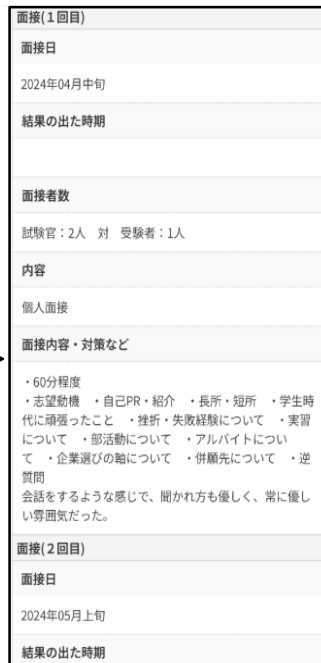 面接(１回目)
面接日
2024年04月中旬
結果の出た時期
面接者数
試験官：2人　対　受験者：1人
内容
個人面接
面接内容・対策など
・60分程度
・志望動機　・自己PR・紹介　・長所・短所　・学生時
代に頑張ったこと　・挫折・失敗経験について　・実習
について　・部活動について　・アルバイトについ
て　・企業選びの軸について　・併願先について　・逆
質問
会話をするような感じで、聞かれ方も優しく、常に優し
い雰囲気だった。
面接(２回目)
面接日
2024年05月上旬
結果の出た時期